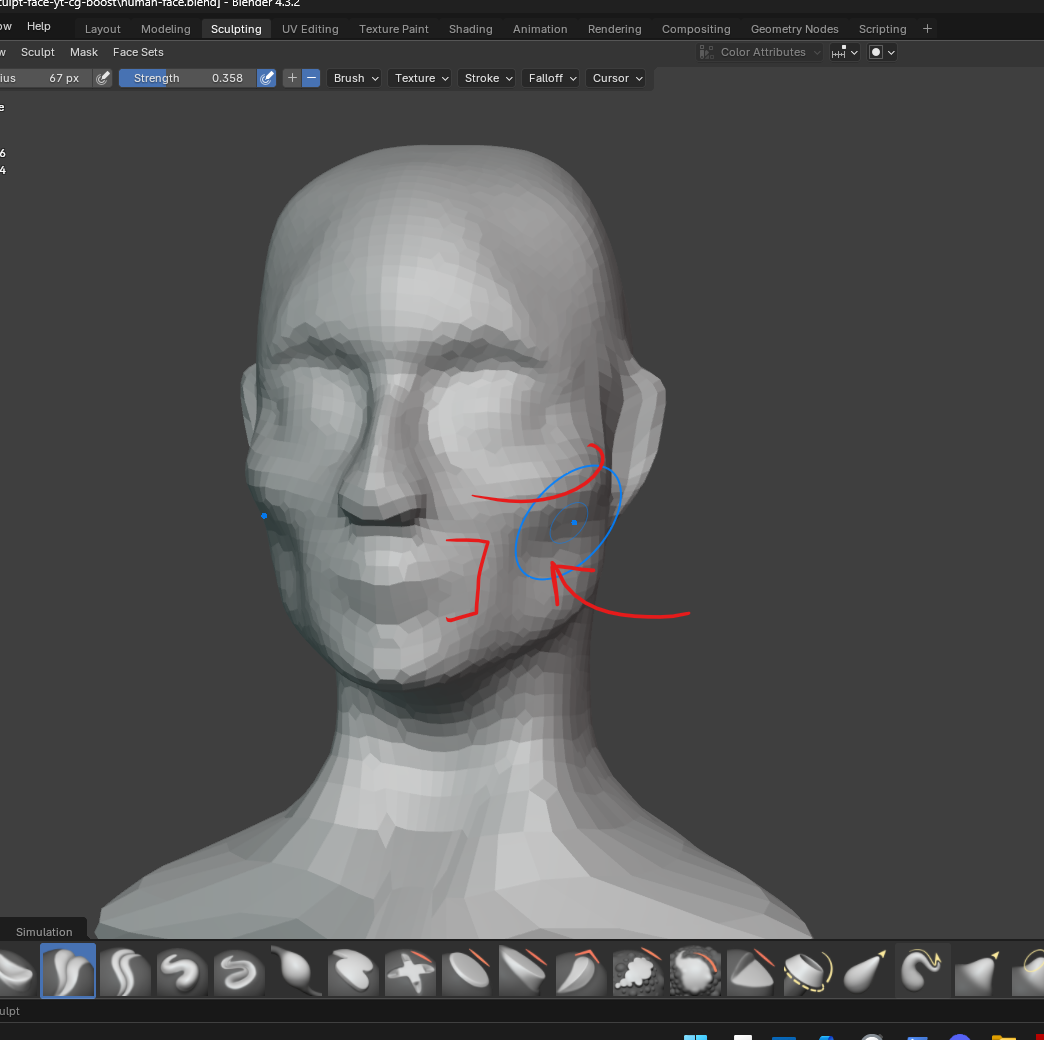 sculpt-face-yt-cg-boost\human-face.blend] - Blender 4.3.2
ow Help Layout Modeling Sculpting UV Editing Texture Paint Shading Animation Rendering Compositing Geometry Nodes Scripting +
w Sculpt Mask Face Sets Color Attributes
ius 67 px Strength 0.358 + − Brush Texture Stroke Falloff Cursor
e
6
4
Simulation
ulpt